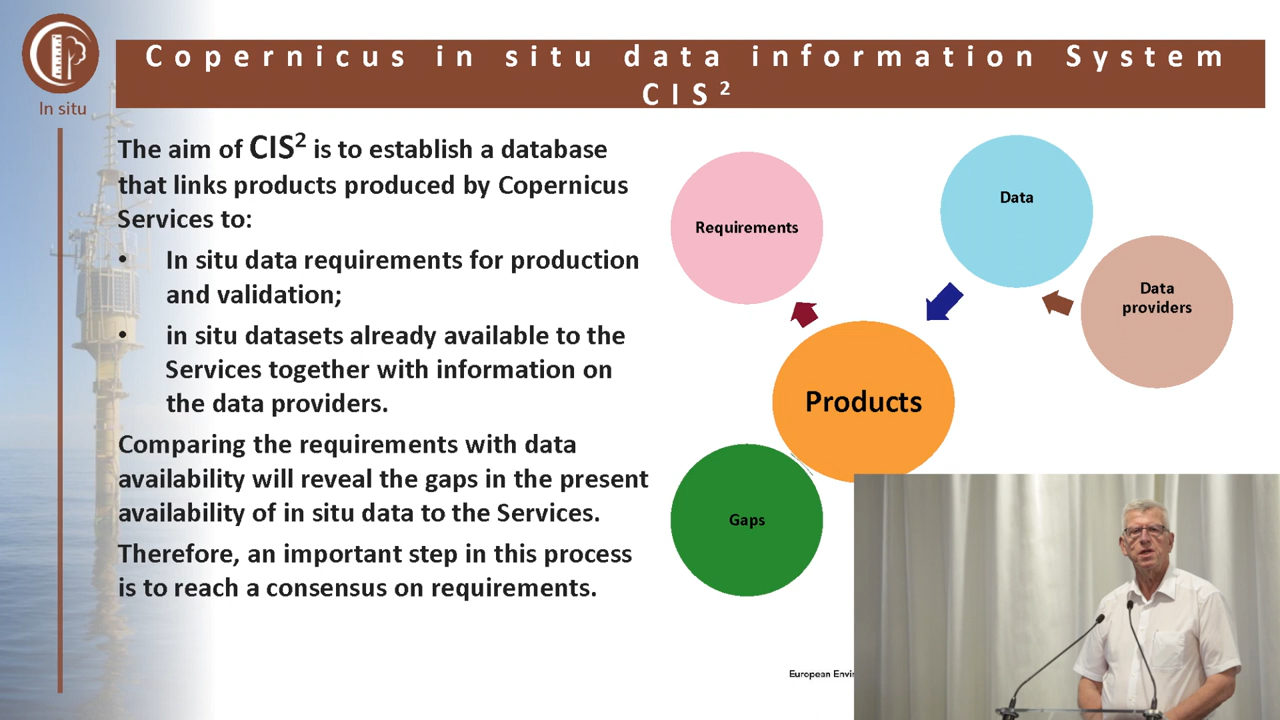 Copernicus in situ data information System
CIS²
In situ
The aim of CIS² is to establish a database
that links products produced by Copernicus
Services to:
• In situ data requirements for production
and validation;
• in situ datasets already available to the
Services together with information on
the data providers.
Comparing the requirements with data
availability will reveal the gaps in the present
availability of in situ data to the Services.
Therefore, an important step in this process
is to reach a consensus on requirements.
Requirements
Data
Data
providers
Products
Gaps
European